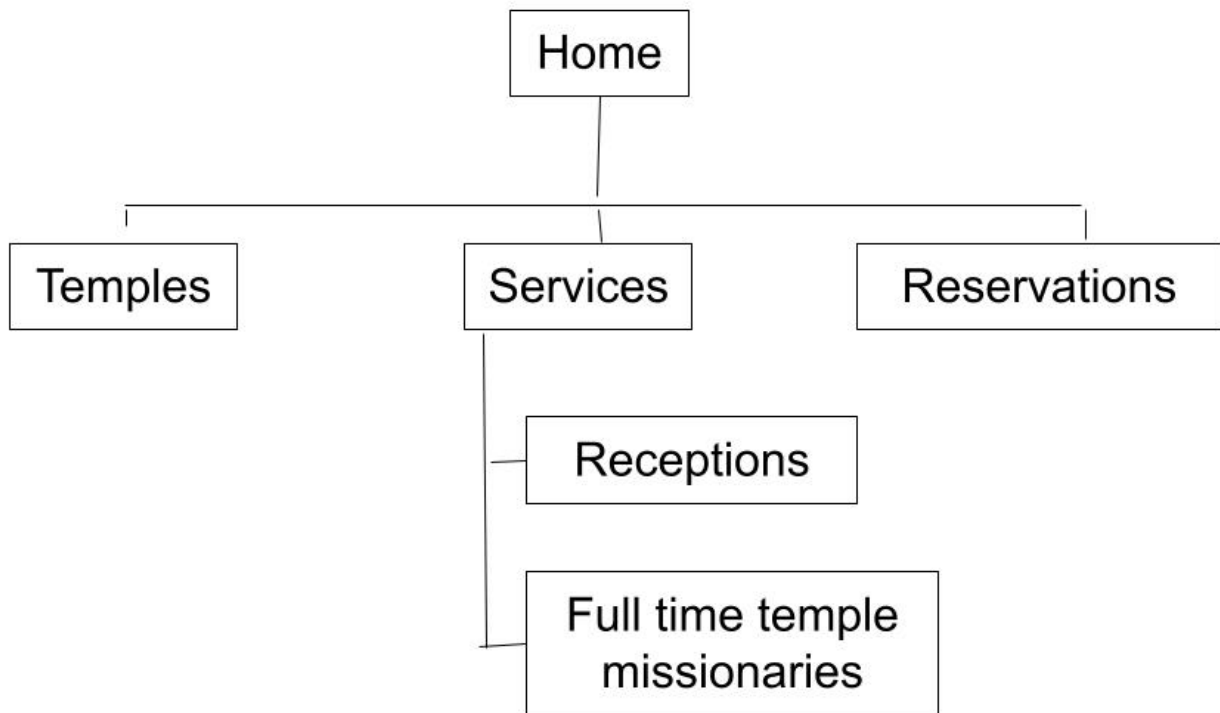 Home
Temples
Services
Reservations
Receptions
Full time temple
missionaries